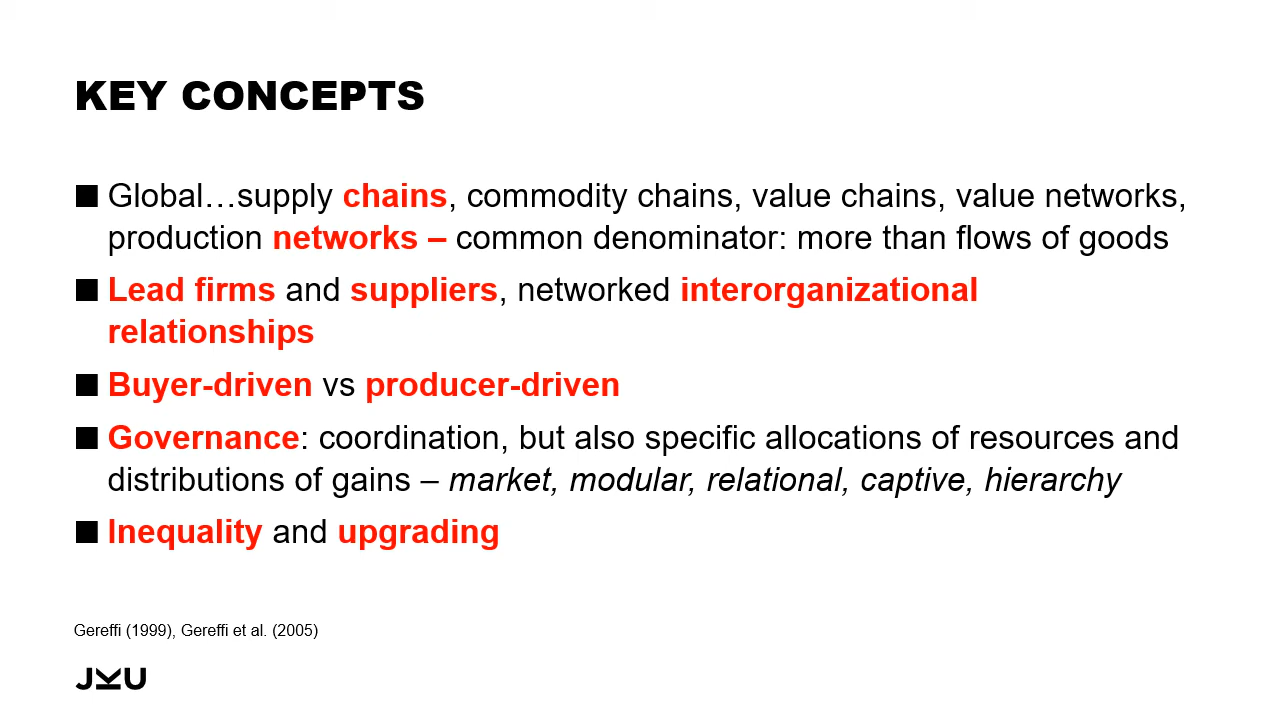 KEY CONCEPTS
■ Global…supply chains, commodity chains, value chains, value networks,
production networks – common denominator: more than flows of goods
■ Lead firms and suppliers, networked interorganizational
relationships
■ Buyer-driven vs producer-driven
■ Governance: coordination, but also specific allocations of resources and
distributions of gains – market, modular, relational, captive, hierarchy
■ Inequality and upgrading
Gereffi (1999), Gereffi et al. (2005)
JKU